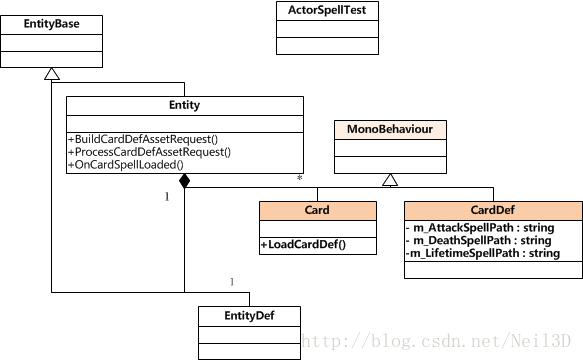 EntityBase
ActorSpellTest
Entity
+BuildCardDefAssetRequest()
+ProcessCardDefAssetRequest()
+OnCardSpellLoaded()
MonoBehaviour
1
*
Card
+LoadCardDef()
CardDef
- m_AttackSpellPath : string
- m_DeathSpellPath : string
-m_LifetimeSpellPath : string
1
EntityDef
http://blog.csdn.net/Neil3D